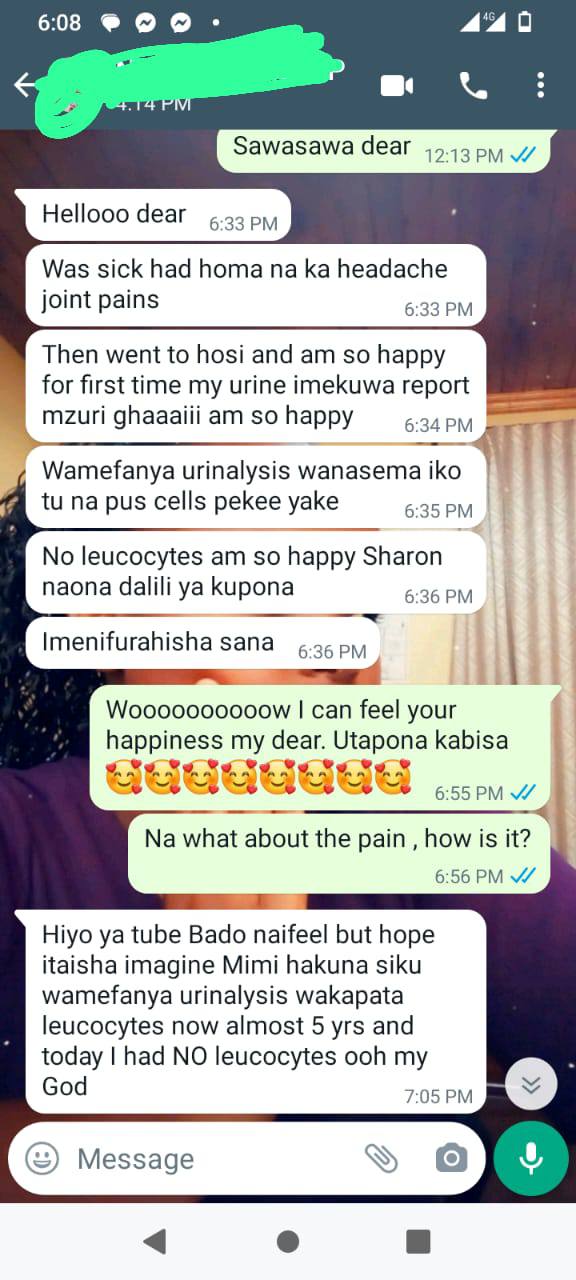 6:08
4G
4:14 PM
Sawasawa dear 12:13 PM
Hellooo dear 6:33 PM
Was sick had homa na ka headache
joint pains 6:33 PM
Then went to hosi and am so happy
for first time my urine imekuwa report
mzuri ghaaaiii am so happy 6:34 PM
Wamefanya urinalysis wanasema iko
tu na pus cells pekee yake 6:35 PM
No leucocytes am so happy Sharon
naona dalili ya kupona 6:36 PM
Imenifurahisha sana 6:36 PM
Woooooooooow I can feel your
happiness my dear. Utapona kabisa
🥰🥰🥰🥰🥰🥰🥰🥰 6:55 PM
Na what about the pain , how is it?
6:56 PM
Hiyo ya tube Bado naifeel but hope
itaisha imagine Mimi hakuna siku
wamefanya urinalysis wakapata
leucocytes now almost 5 yrs and
today I had NO leucocytes ooh my
God 7:05 PM
Message